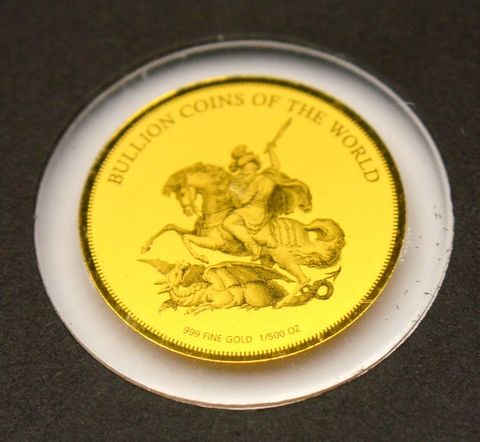 BULLION COINS OF THE WORLD
999 FINE GOLD 1/500 OZ